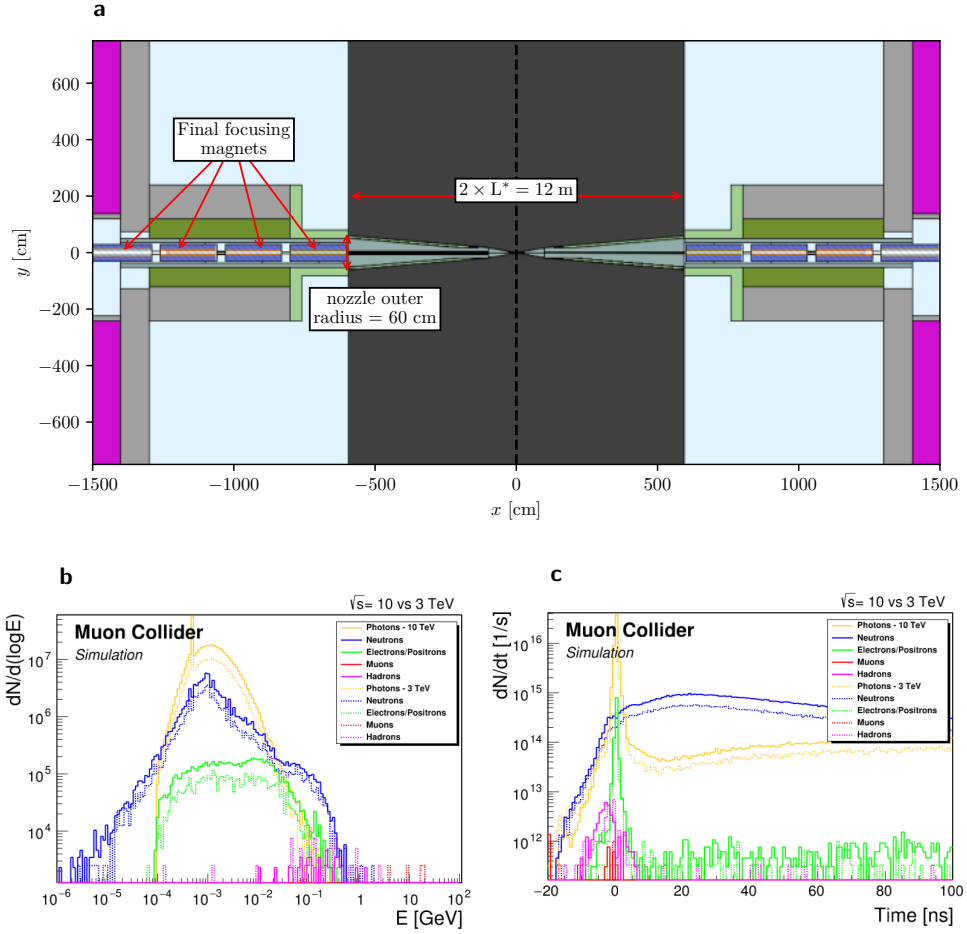 a
600
400
200
0
−200
−400
−600
y [cm]
Final focusing
magnets
2 × L* = 12 m
nozzle outer
radius = 60 cm
−1500
−1000
−500
0
500
1000
1500
x [cm]
b
√s= 10 vs 3 TeV
Muon Collider
Simulation
Photons - 10 TeV
Neutrons
Electrons/Positrons
Muons
Hadrons
Photons - 3 TeV
Neutrons
Electrons/Positrons
Muons
Hadrons
dN/d(logE)
10⁷
10⁶
10⁵
10⁴
10⁻⁶
10⁻⁵
10⁻⁴
10⁻³
10⁻²
10⁻¹
1
10
10²
E [GeV]
c
√s= 10 vs 3 TeV
Muon Collider
Simulation
Photons - 10 TeV
Neutrons
Electrons/Positrons
Muons
Hadrons
Photons - 3 TeV
Neutrons
Electrons/Positrons
Muons
Hadrons
dN/dt [1/s]
10¹⁶
10¹⁵
10¹⁴
10¹³
10¹²
−20
0
20
40
60
80
100
Time [ns]